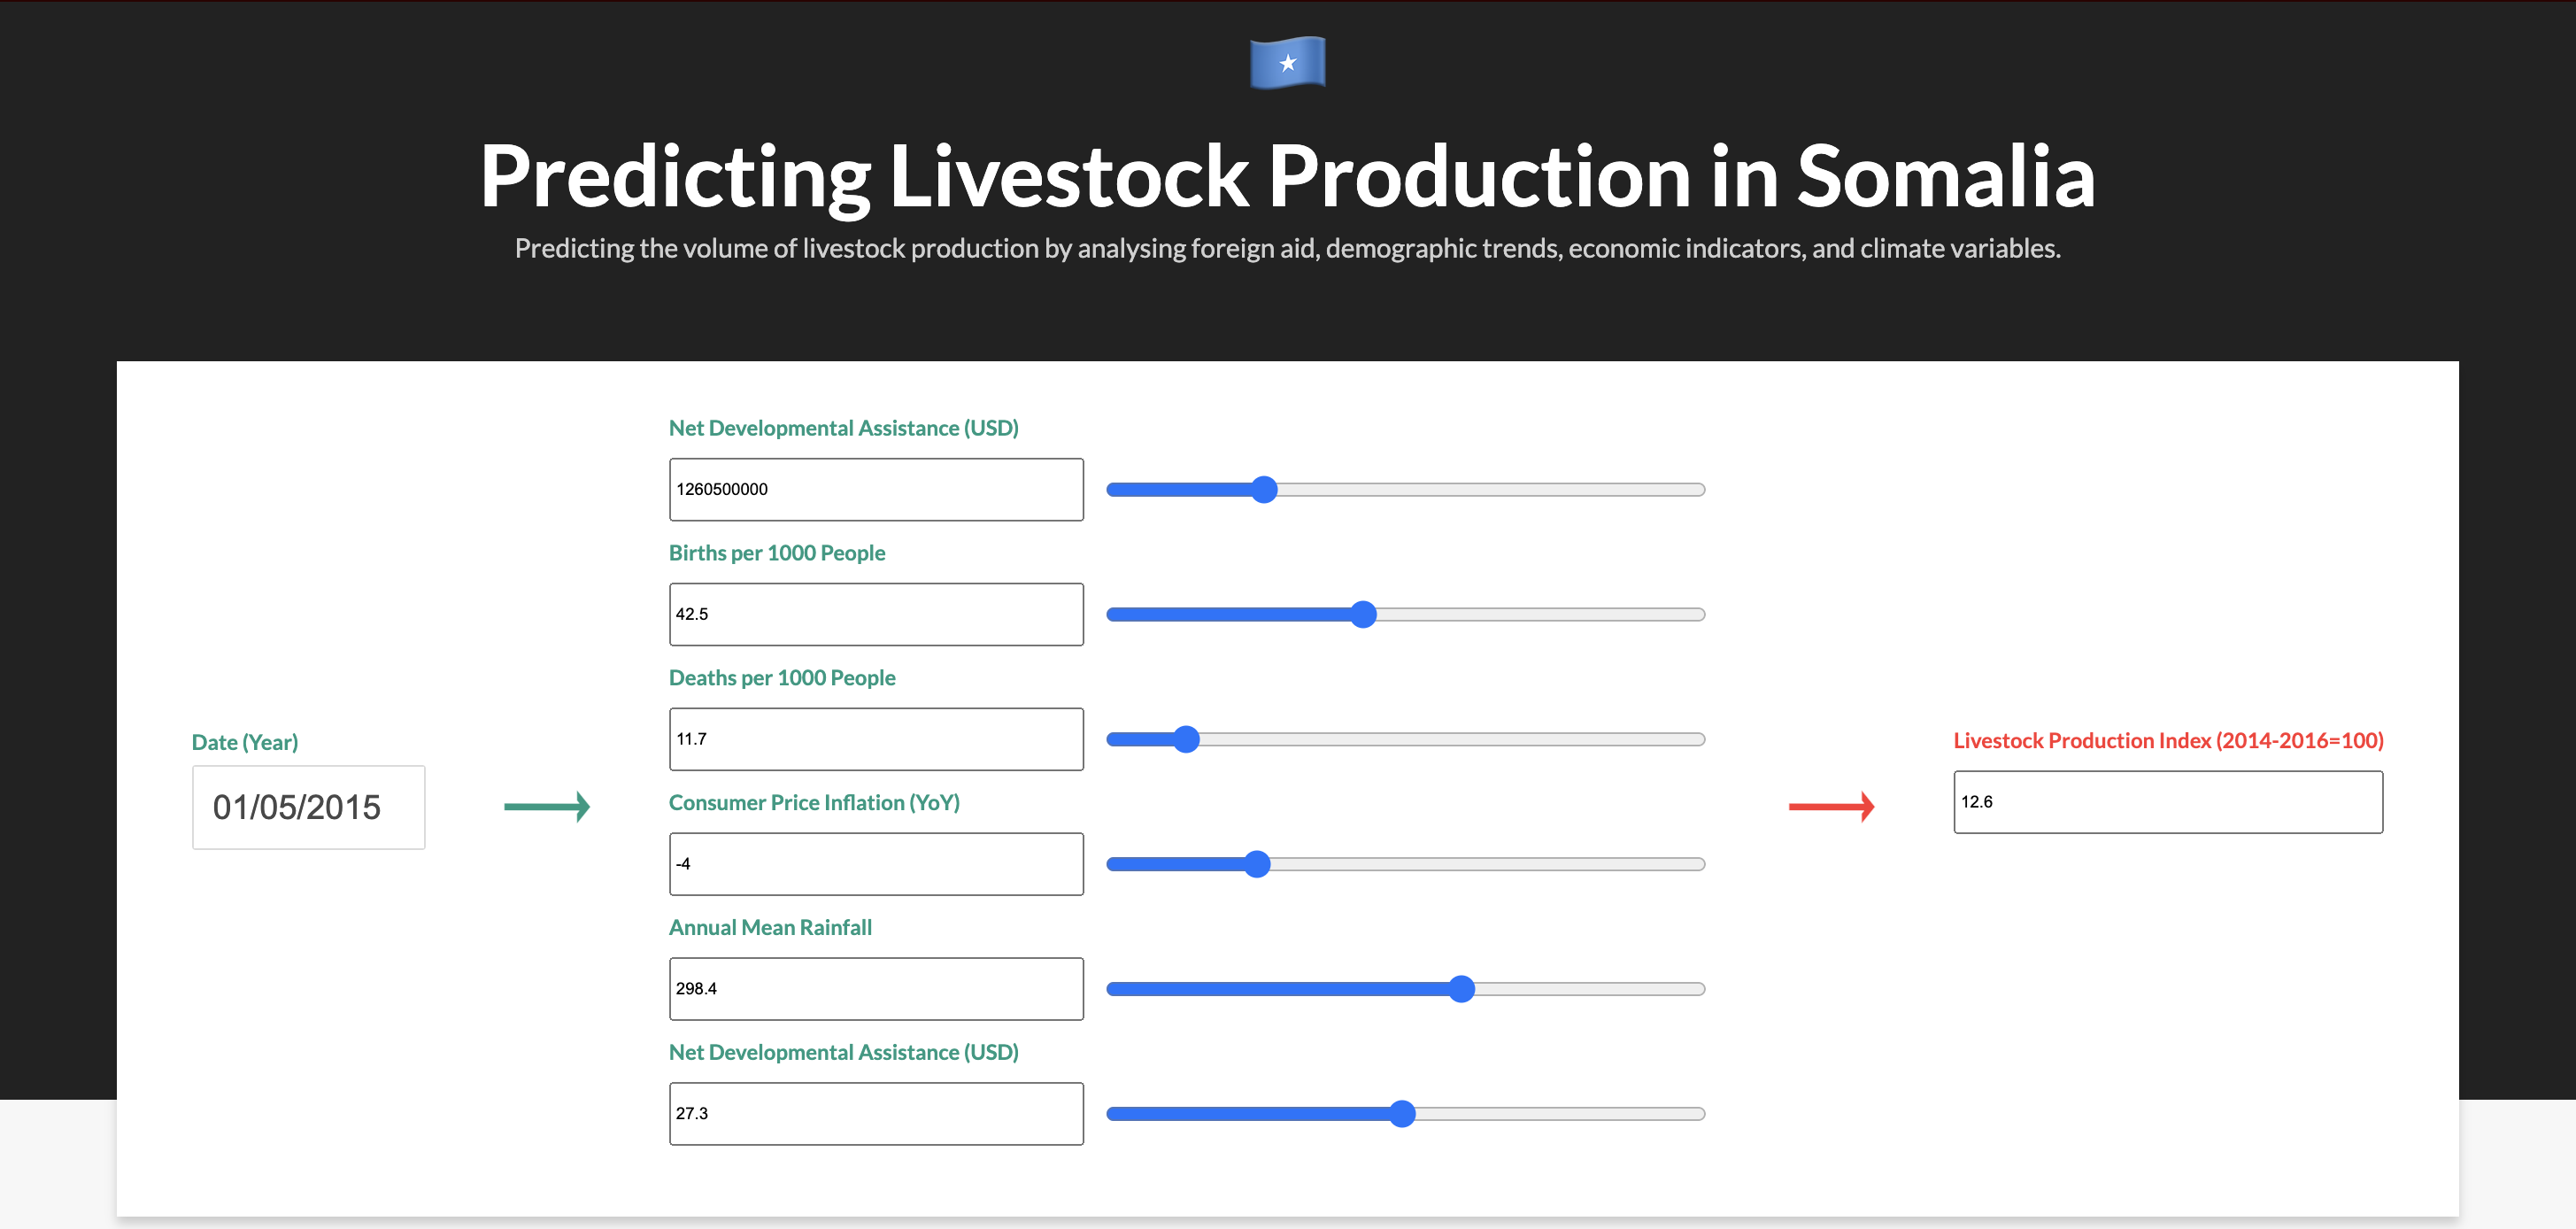 Predicting Livestock Production in Somalia
Predicting the volume of livestock production by analysing foreign aid, demographic trends, economic indicators, and climate variables.
Date (Year)
01/05/2015
Net Developmental Assistance (USD)
1260500000
Births per 1000 People
42.5
Deaths per 1000 People
11.7
Consumer Price Inflation (YoY)
-4
Annual Mean Rainfall
298.4
Net Developmental Assistance (USD)
27.3
Livestock Production Index (2014-2016=100)
12.6